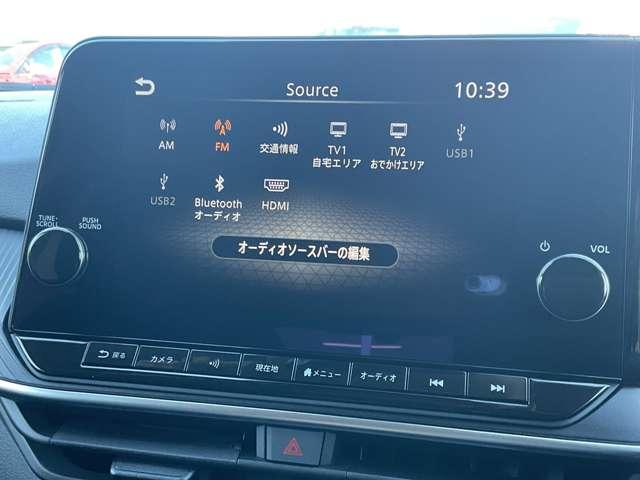 Source
10:39
AM
FM
交通情報
TV1
自宅エリア
TV2
おでかけエリア
USB1
USB2
Bluetooth
オーディオ
HDMI
TUNE・
SCROLL
PUSH
SOUND
オーディオソースバーの編集
VOL
戻る
カメラ
現在地
メニュー
オーディオ